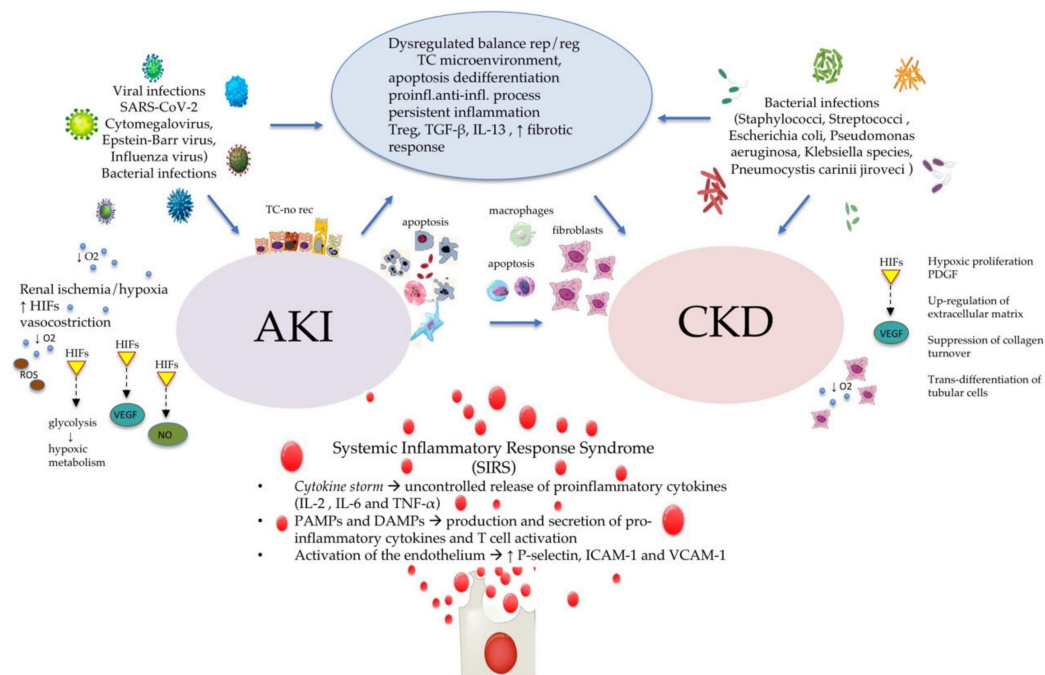 Dysregulated balance rep/reg
TC microenvironment,
apoptosis dedifferentiation
proinfl.anti-infl. process
persistent inflammation
Treg, TGF-β, IL-13 , ↑ fibrotic
response
Viral infections
SARS-CoV-2
Cytomegalovirus,
Epstein-Barr virus,
Influenza virus)
Bacterial infections
Bacterial infections
(Staphylococci, Streptococci ,
Escherichia coli, Pseudomonas
aeruginosa, Klebsiella species,
Pneumocystis carinii jiroveci )
TC-no rec
apoptosis
macrophages
fibroblasts
apoptosis
↓ O2
Renal ischemia/hypoxia
↑ HIFs
vasocostriction
↓ O2
ROS
HIFs
HIFs
HIFs
VEGF
NO
glycolysis
↓
hypoxic
metabolism
AKI
CKD
HIFs
VEGF
↓ O2
Hypoxic proliferation
PDGF
Up-regulation of
extracellular matrix
Suppression of collagen
turnover
Trans-differentiation of
tubular cells
Systemic Inflammatory Response Syndrome
(SIRS)
• Cytokine storm → uncontrolled release of proinflammatory cytokines
(IL-2 , IL-6 and TNF-α)
• PAMPs and DAMPs → production and secretion of pro-
inflammatory cytokines and T cell activation
• Activation of the endothelium → ↑ P-selectin, ICAM-1 and VCAM-1